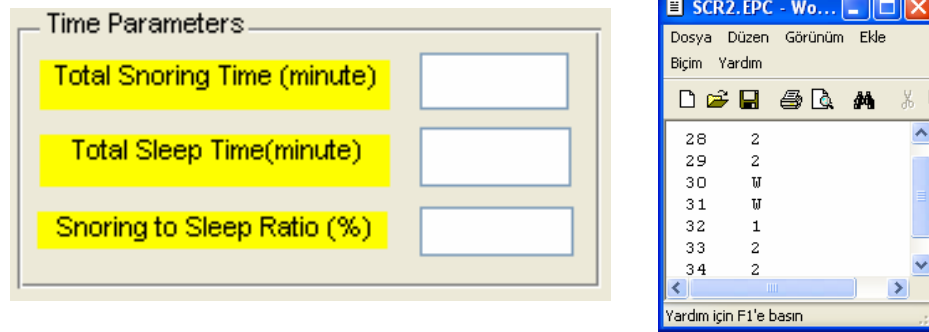 Time Parameters
Total Snoring Time (minute)
Total Sleep Time(minute)
Snoring to Sleep Ratio (%)
SCR2.EPC - Wo...
Dosya Düzen Görünüm Ekle
Biçim Yardım
28 2
29 2
30 W
31 W
32 1
33 2
34 2
Yardım için F1'e basın